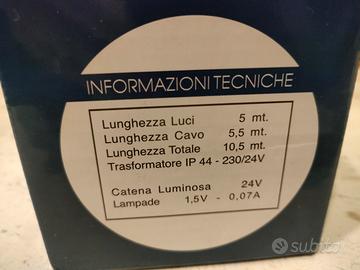 INFORMAZIONI TECNICHE
Lunghezza Luci 5 mt.
Lunghezza Cavo 5,5 mt.
Lunghezza Totale 10,5 mt.
Trasformatore IP 44 - 230/24V
Catena Luminosa 24V
Lampade 1,5V - 0,07A
subito